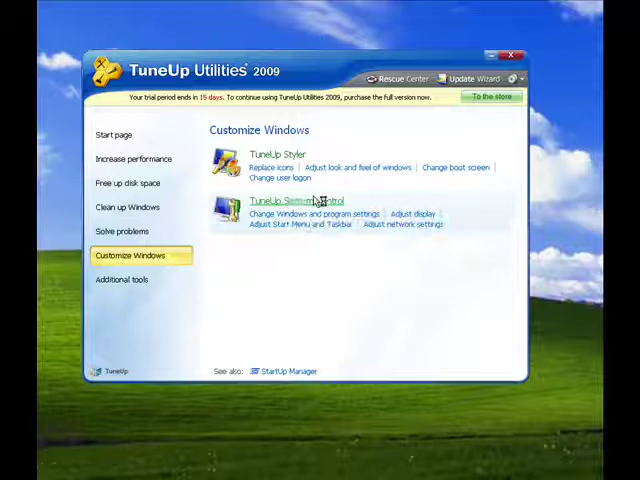 TuneUp Utilities 2009
Rescue Center Update Wizard
Your trial period ends in 15 days. To continue using TuneUp Utilities 2009, purchase the full version now. To the store
Customize Windows
Start page
Increase performance
Free up disk space
Clean up Windows
Solve problems
Customize Windows
Additional tools
TuneUp Styler
Replace icons Adjust look and feel of windows Change boot screen
Change user logon
TuneUp System Control
Change Windows and program settings Adjust display
Adjust Start Menu and Taskbar Adjust network settings
TuneUp
See also: StartUp Manager